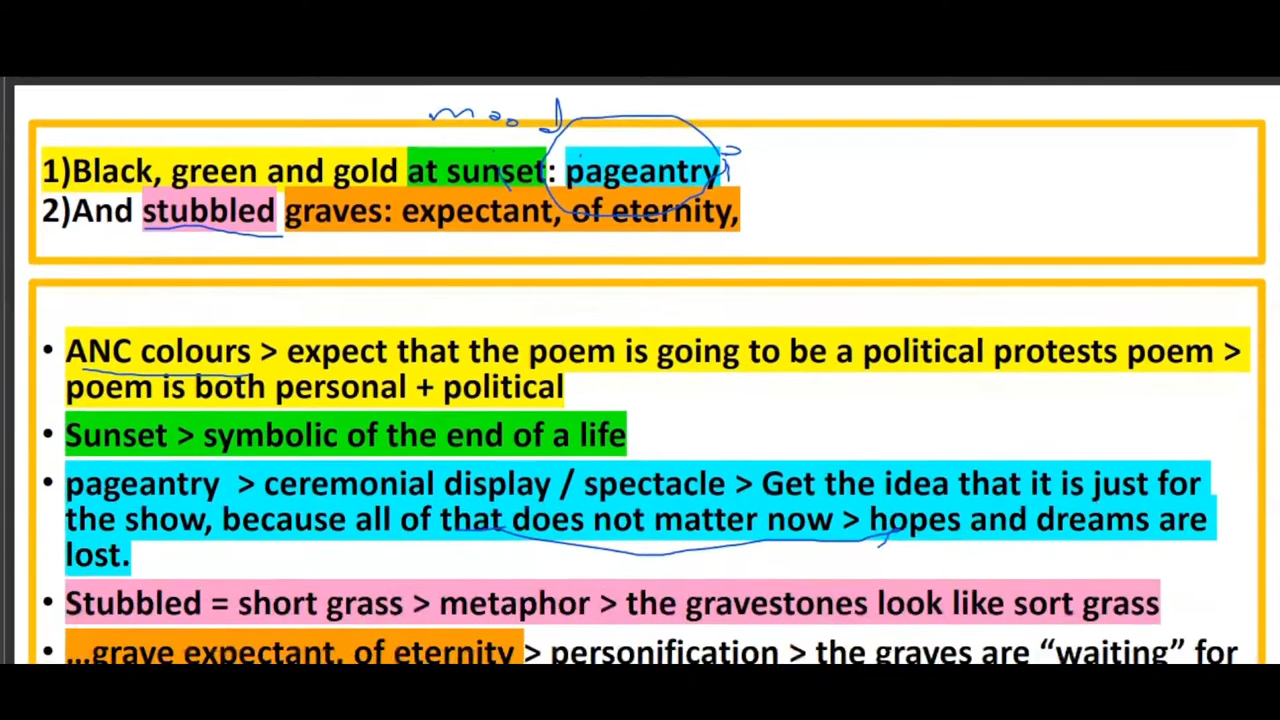 mood
1)Black, green and gold at sunset: pageantry
2)And stubbled graves: expectant, of eternity,
• ANC colours > expect that the poem is going to be a political protests poem >
poem is both personal + political
• Sunset > symbolic of the end of a life
• pageantry > ceremonial display / spectacle > Get the idea that it is just for
the show, because all of that does not matter now > hopes and dreams are
lost.
• Stubbled = short grass > metaphor > the gravestones look like sort grass
• ...grave expectant, of eternity > personification > the graves are “waiting” for